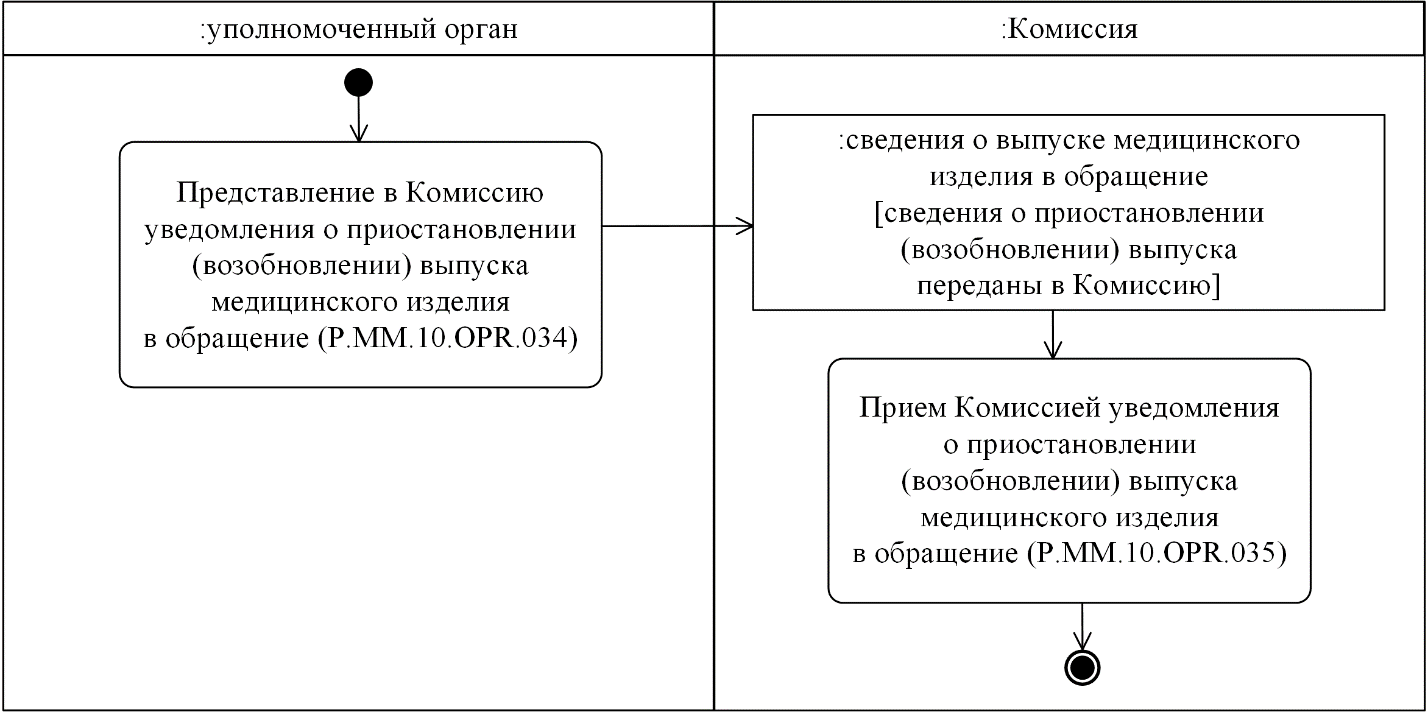 :уполномоченный орган
:Комиссия
Представление в Комиссию
уведомления о приостановлении
(возобновлении) выпуска
медицинского изделия
в обращение (P.MM.10.OPR.034)
:сведения о выпуске медицинского
изделия в обращение
[сведения о приостановлении
(возобновлении) выпуска
переданы в Комиссию]
Прием Комиссией уведомления
о приостановлении
(возобновлении) выпуска
медицинского изделия
в обращение (P.MM.10.OPR.035)